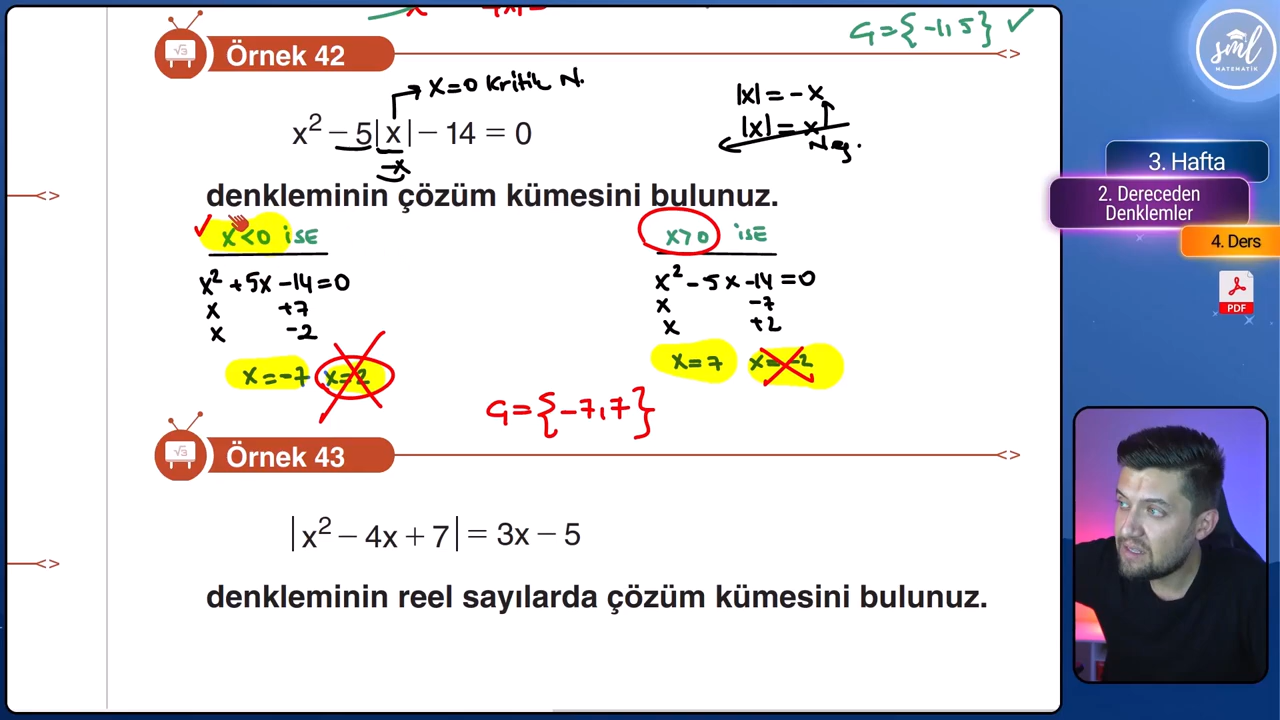 Ç={-1,5} ✓
√3 Örnek 42
x=0 kritik N.
x² - 5|x| - 14 = 0
-x
|x| = -x
|x| = x
Neg.
denkleminin çözüm kümesini bulunuz.
✓ x<0 ise
x² + 5x - 14 = 0
x +7
x -2
x=-7 x=2
x>0 ise
x² - 5x - 14 = 0
x -7
x +2
x=7 x=-2
Ç={-7,7}
√3 Örnek 43
|x² - 4x + 7| = 3x - 5
denkleminin reel sayılarda çözüm kümesini bulunuz.
sml
MATEMATİK
3. Hafta
2. Dereceden
Denklemler
4. Ders
PDF